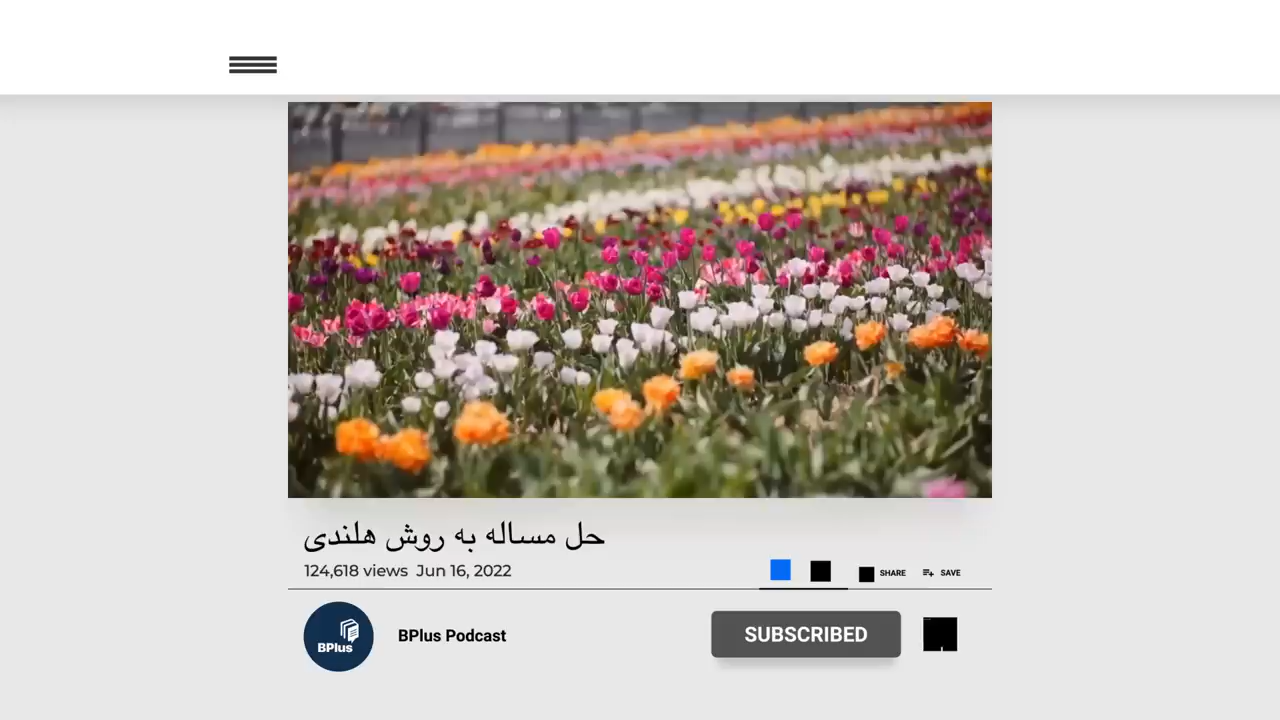 حل مساله به روش هلندی
124,618 views Jun 16, 2022
SHARE SAVE
BPlus
BPlus Podcast
SUBSCRIBED